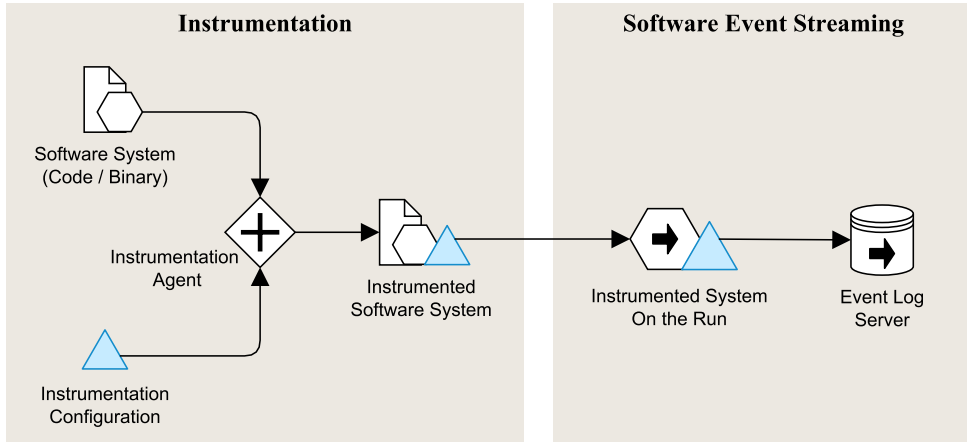 Instrumentation
Software System
(Code / Binary)
Instrumentation
Agent
Instrumentation
Configuration
Instrumented
Software System
Software Event Streaming
Instrumented System
On the Run
Event Log
Server